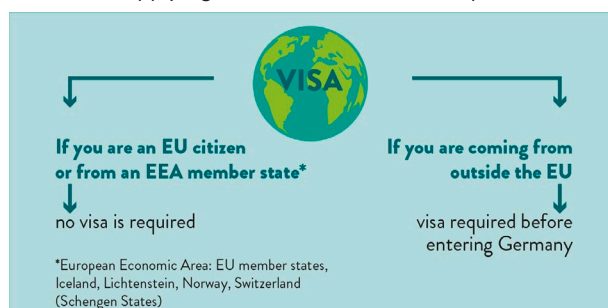 VISA
If you are an EU citizen
or from an EEA member state*
no visa is required
*European Economic Area: EU member states,
Iceland, Lichtenstein, Norway, Switzerland
(Schengen States)
If you are coming from
outside the EU
visa required before
entering Germany